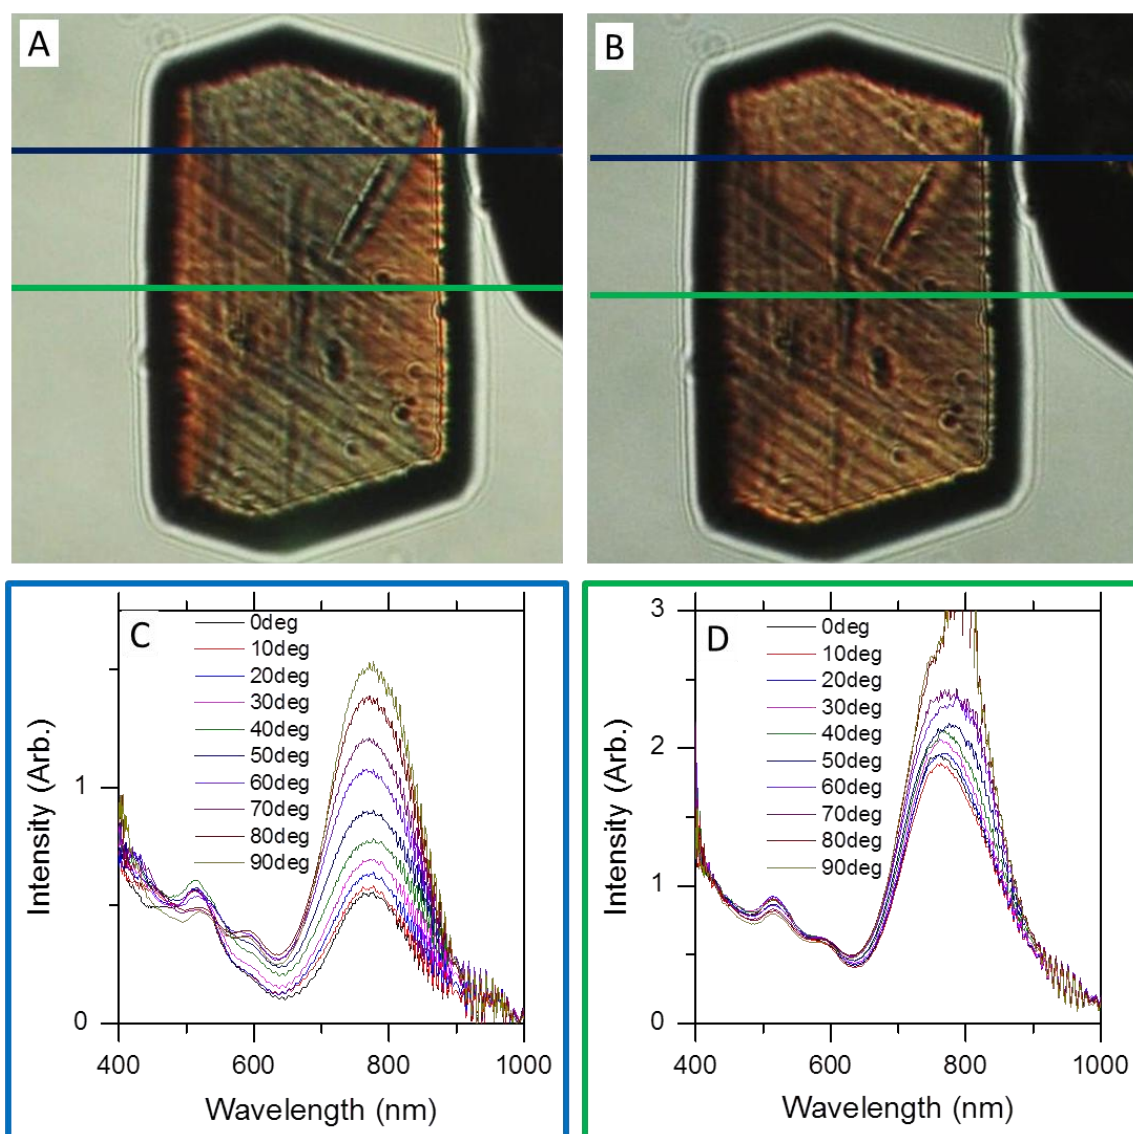 A
B
C
0deg
10deg
20deg
30deg
40deg
50deg
60deg
70deg
80deg
90deg
1
0
400
600
800
1000
Intensity (Arb.)
Wavelength (nm)
D
0deg
10deg
20deg
30deg
40deg
50deg
60deg
70deg
80deg
90deg
3
2
1
0
400
600
800
1000
Intensity (Arb.)
Wavelength (nm)